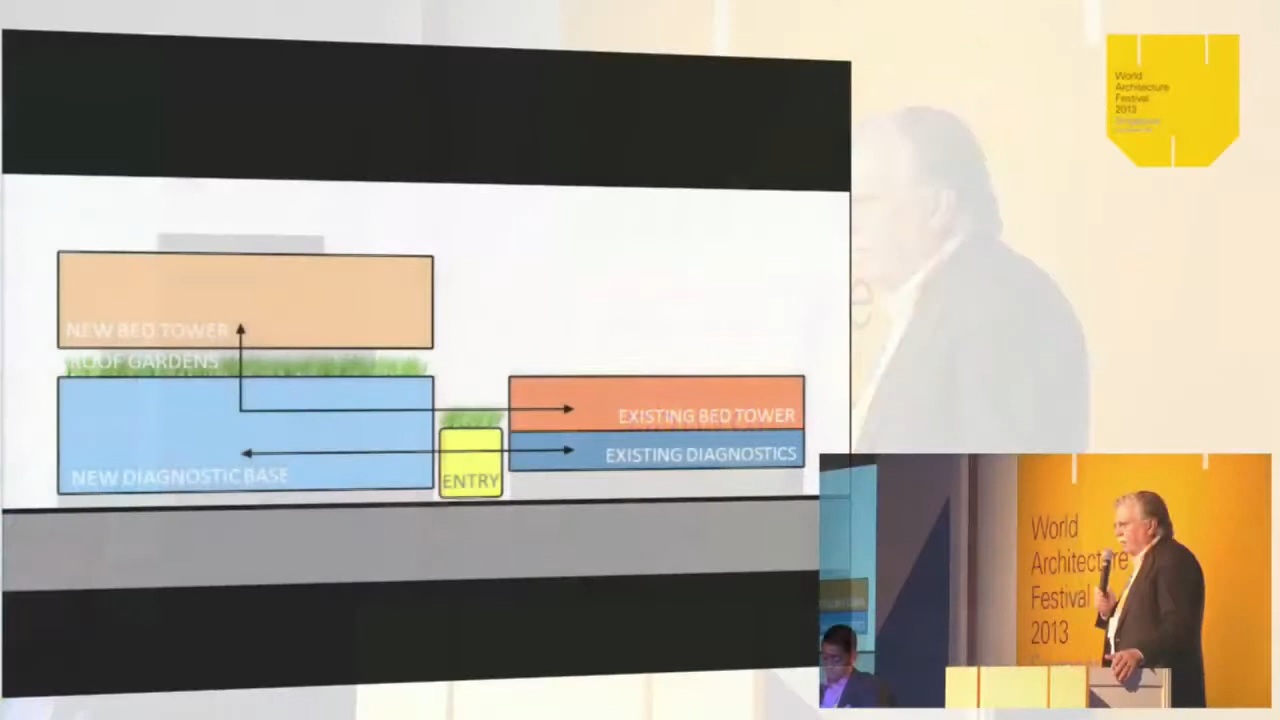 World
Architecture
Festival
2013
NEW BED TOWER
ROOF GARDENS
EXISTING BED TOWER
EXISTING DIAGNOSTICS
NEW DIAGNOSTIC BASE
ENTRY
World
Architecture
Festival
2013